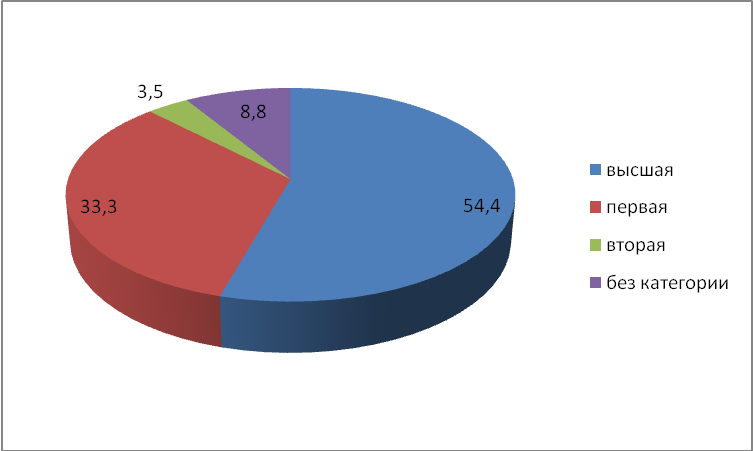 3,5
8,8
33,3
54,4
высшая
первая
вторая
без категории